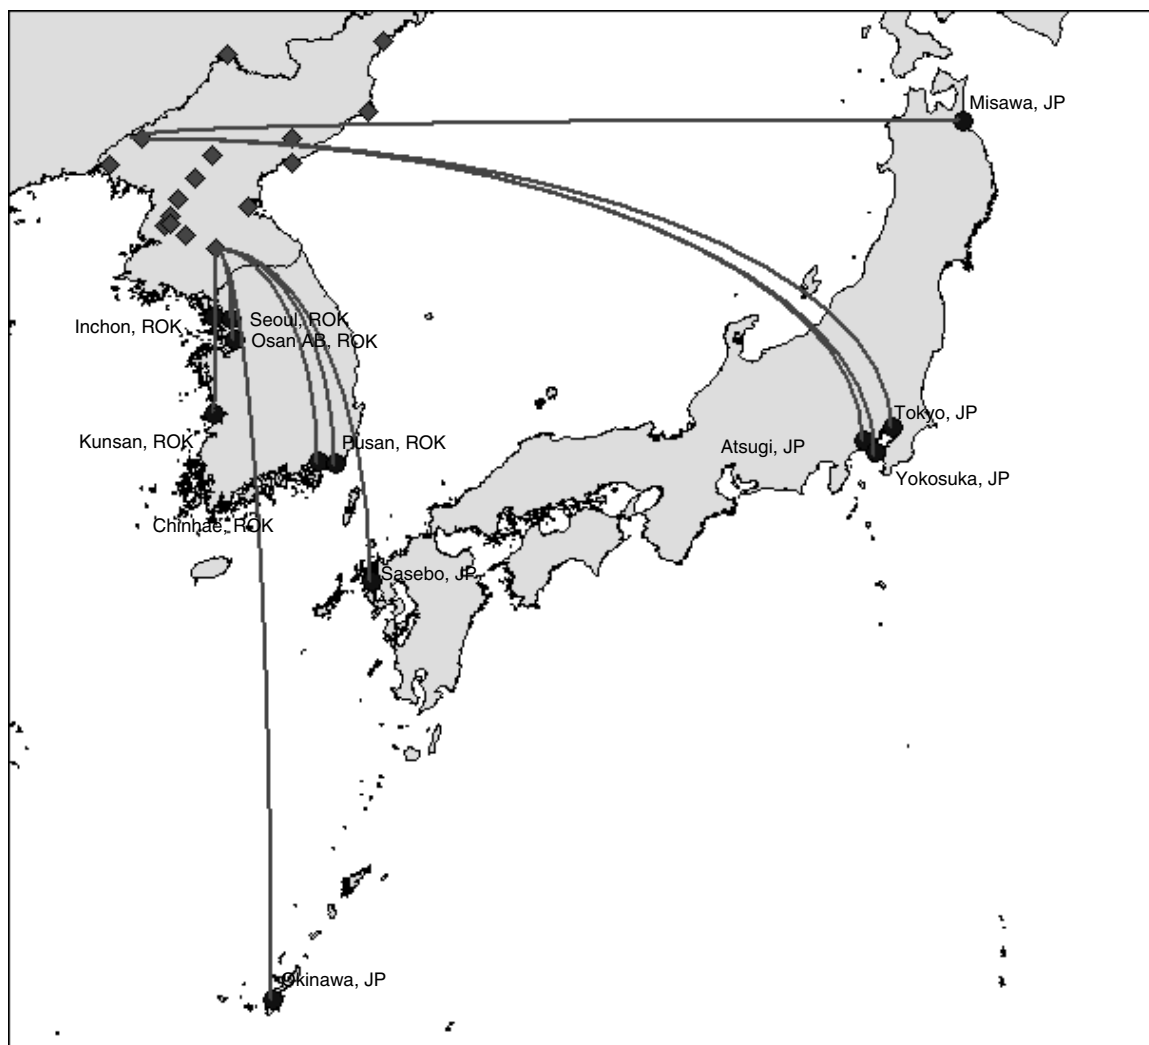 Misawa, JP
Inchon, ROK
Seoul, ROK
Osan AB, ROK
Kunsan, ROK
Pusan, ROK
Tokyo, JP
Atsugi, JP
Yokosuka, JP
Chinhae, ROK
Sasebo, JP
Okinawa, JP